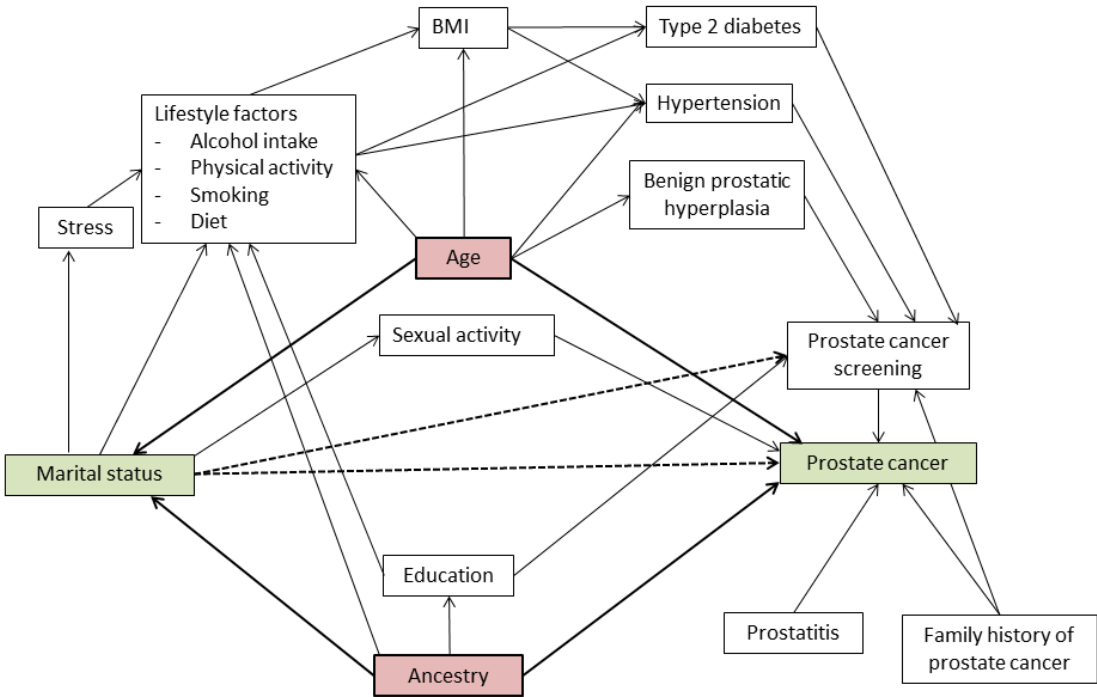 BMI
Type 2 diabetes
Lifestyle factors
- Alcohol intake
- Physical activity
- Smoking
- Diet
Hypertension
Benign prostatic
hyperplasia
Stress
Age
Sexual activity
Prostate cancer
screening
Marital status
Prostate cancer
Education
Prostatitis
Family history of
prostate cancer
Ancestry